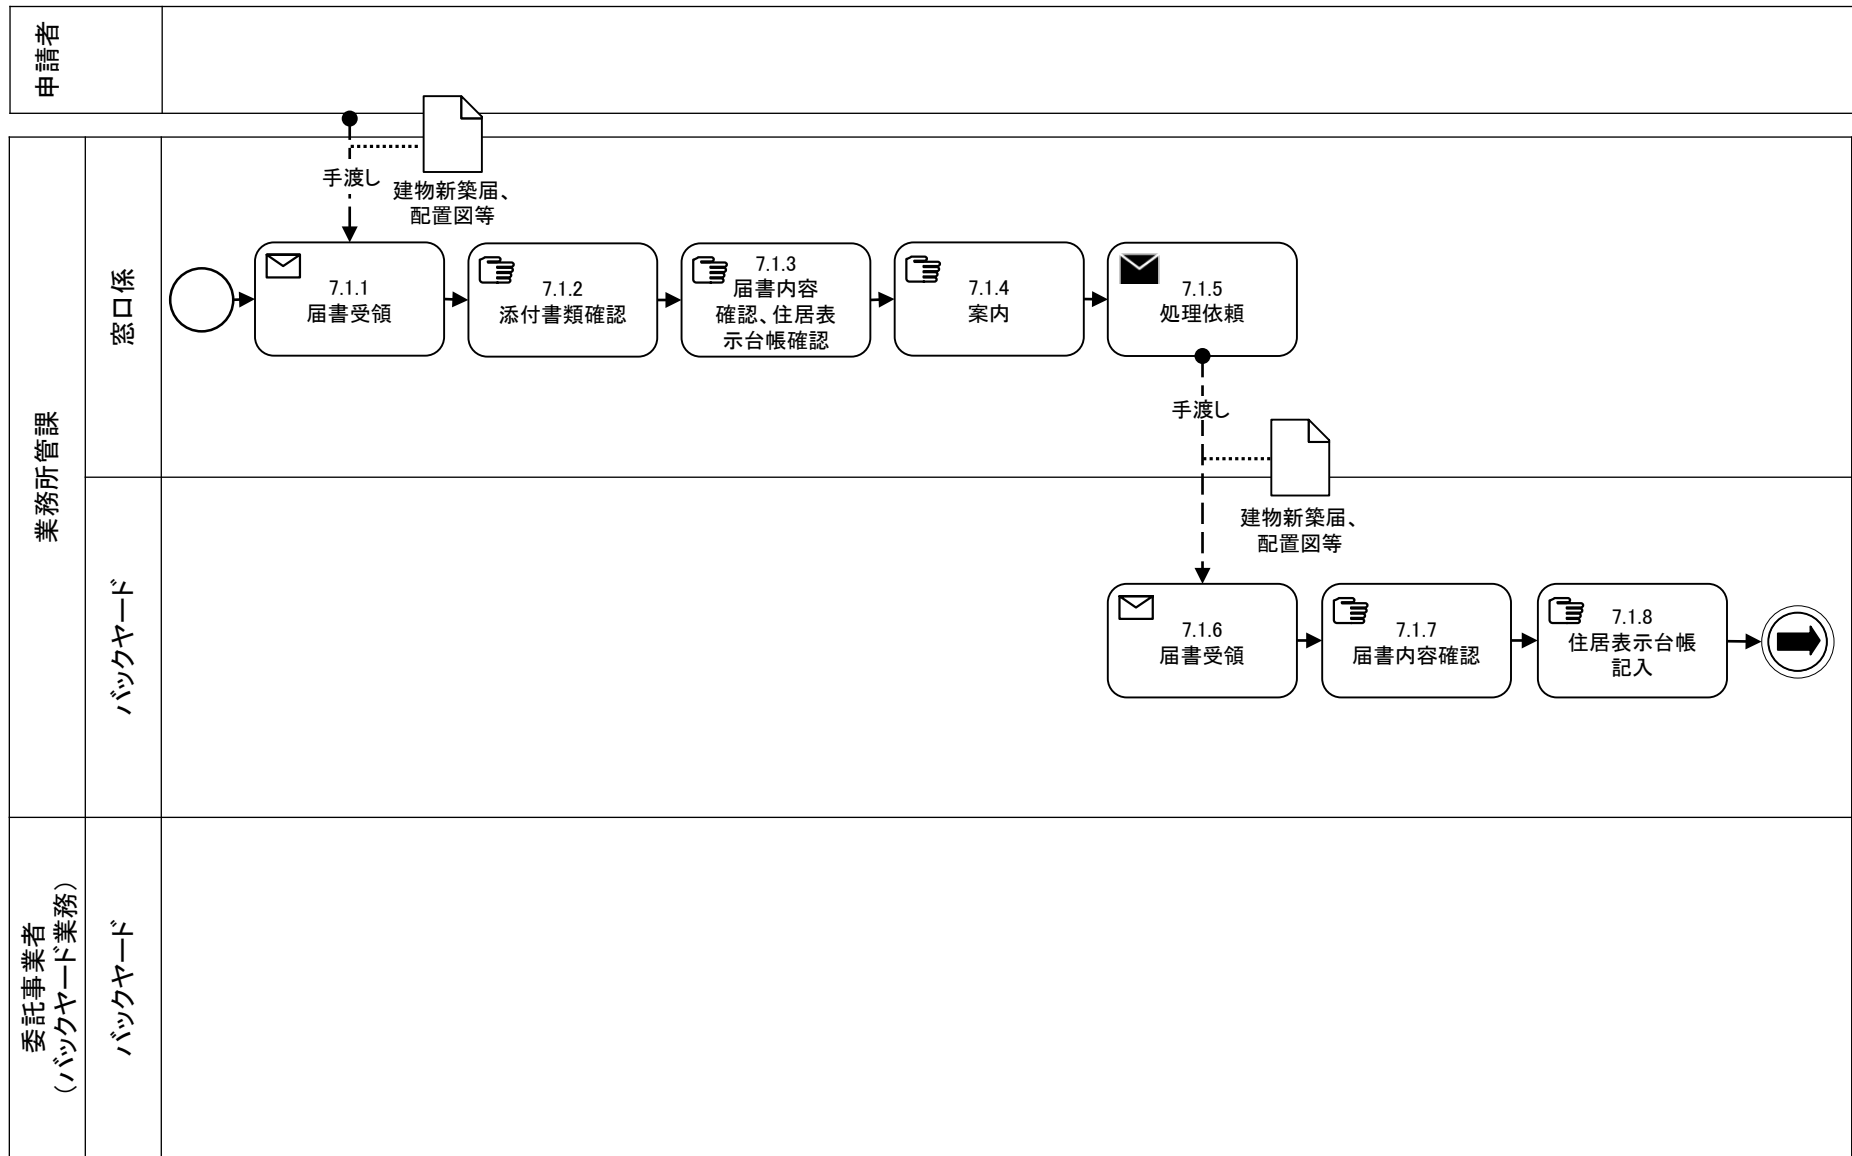 申請者
手渡し
建物新築届、
配置図等
業務所管課
窓口係
7.1.1
届書受領
7.1.2
添付書類確認
7.1.3
届書内容
確認、住居表
示台帳確認
7.1.4
案内
7.1.5
処理依頼
手渡し
建物新築届、
配置図等
バックヤード
7.1.6
届書受領
7.1.7
届書内容確認
7.1.8
住居表示台帳
記入
委託事業者
（バックヤード業務）
バックヤード